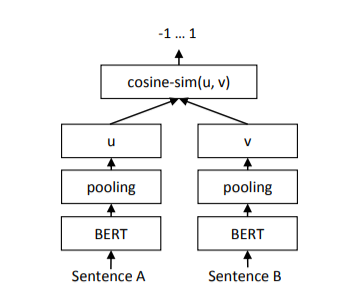 -1 … 1
cosine-sim(u, v)
u v
pooling pooling
BERT BERT
Sentence A Sentence B